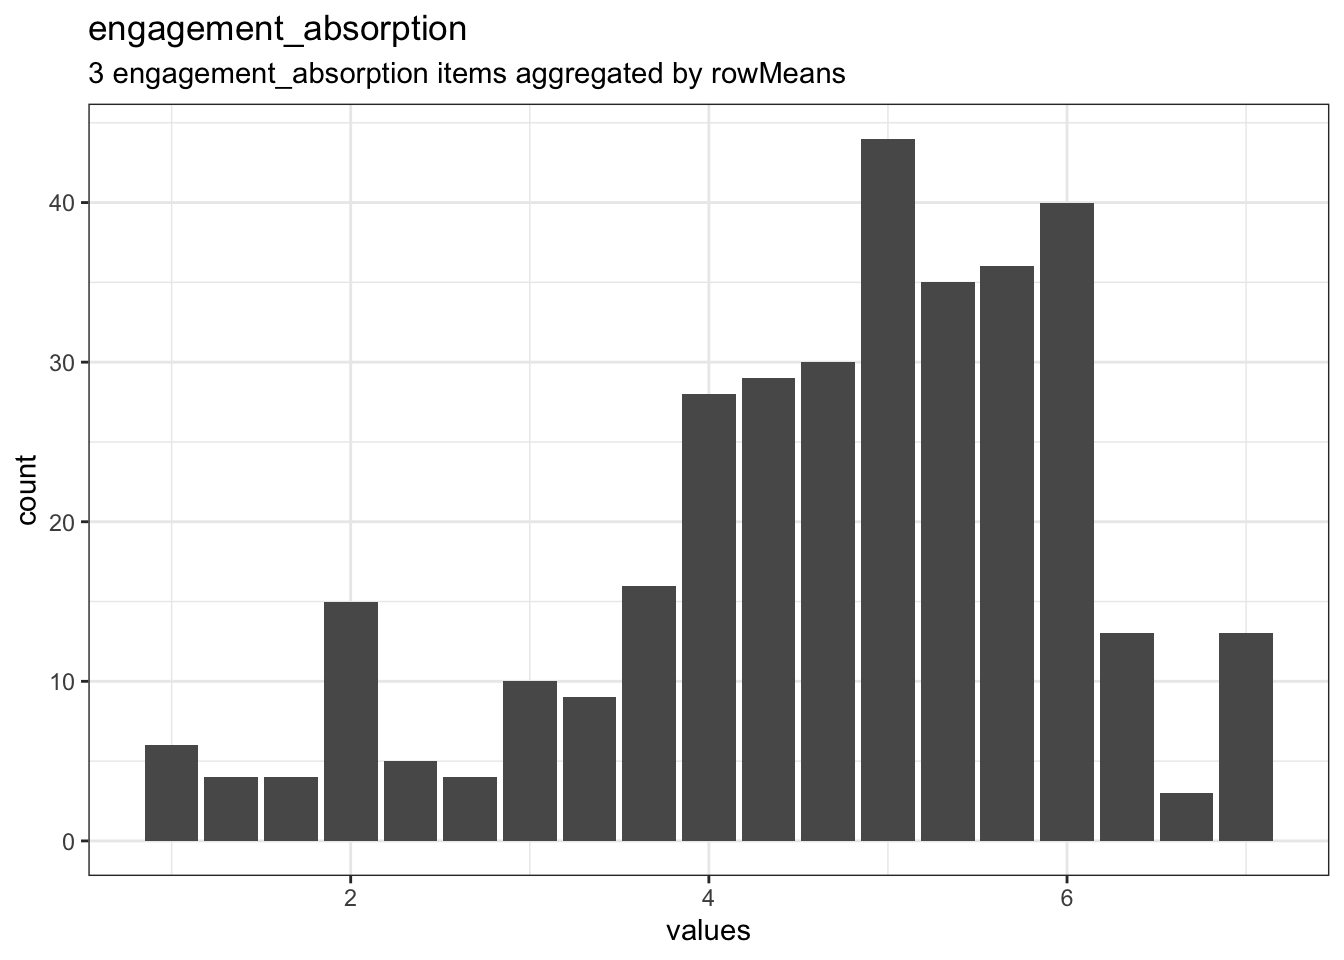 engagement_absorption
3 engagement_absorption items aggregated by rowMeans
40
30
20
10
0
count
2 4 6
values